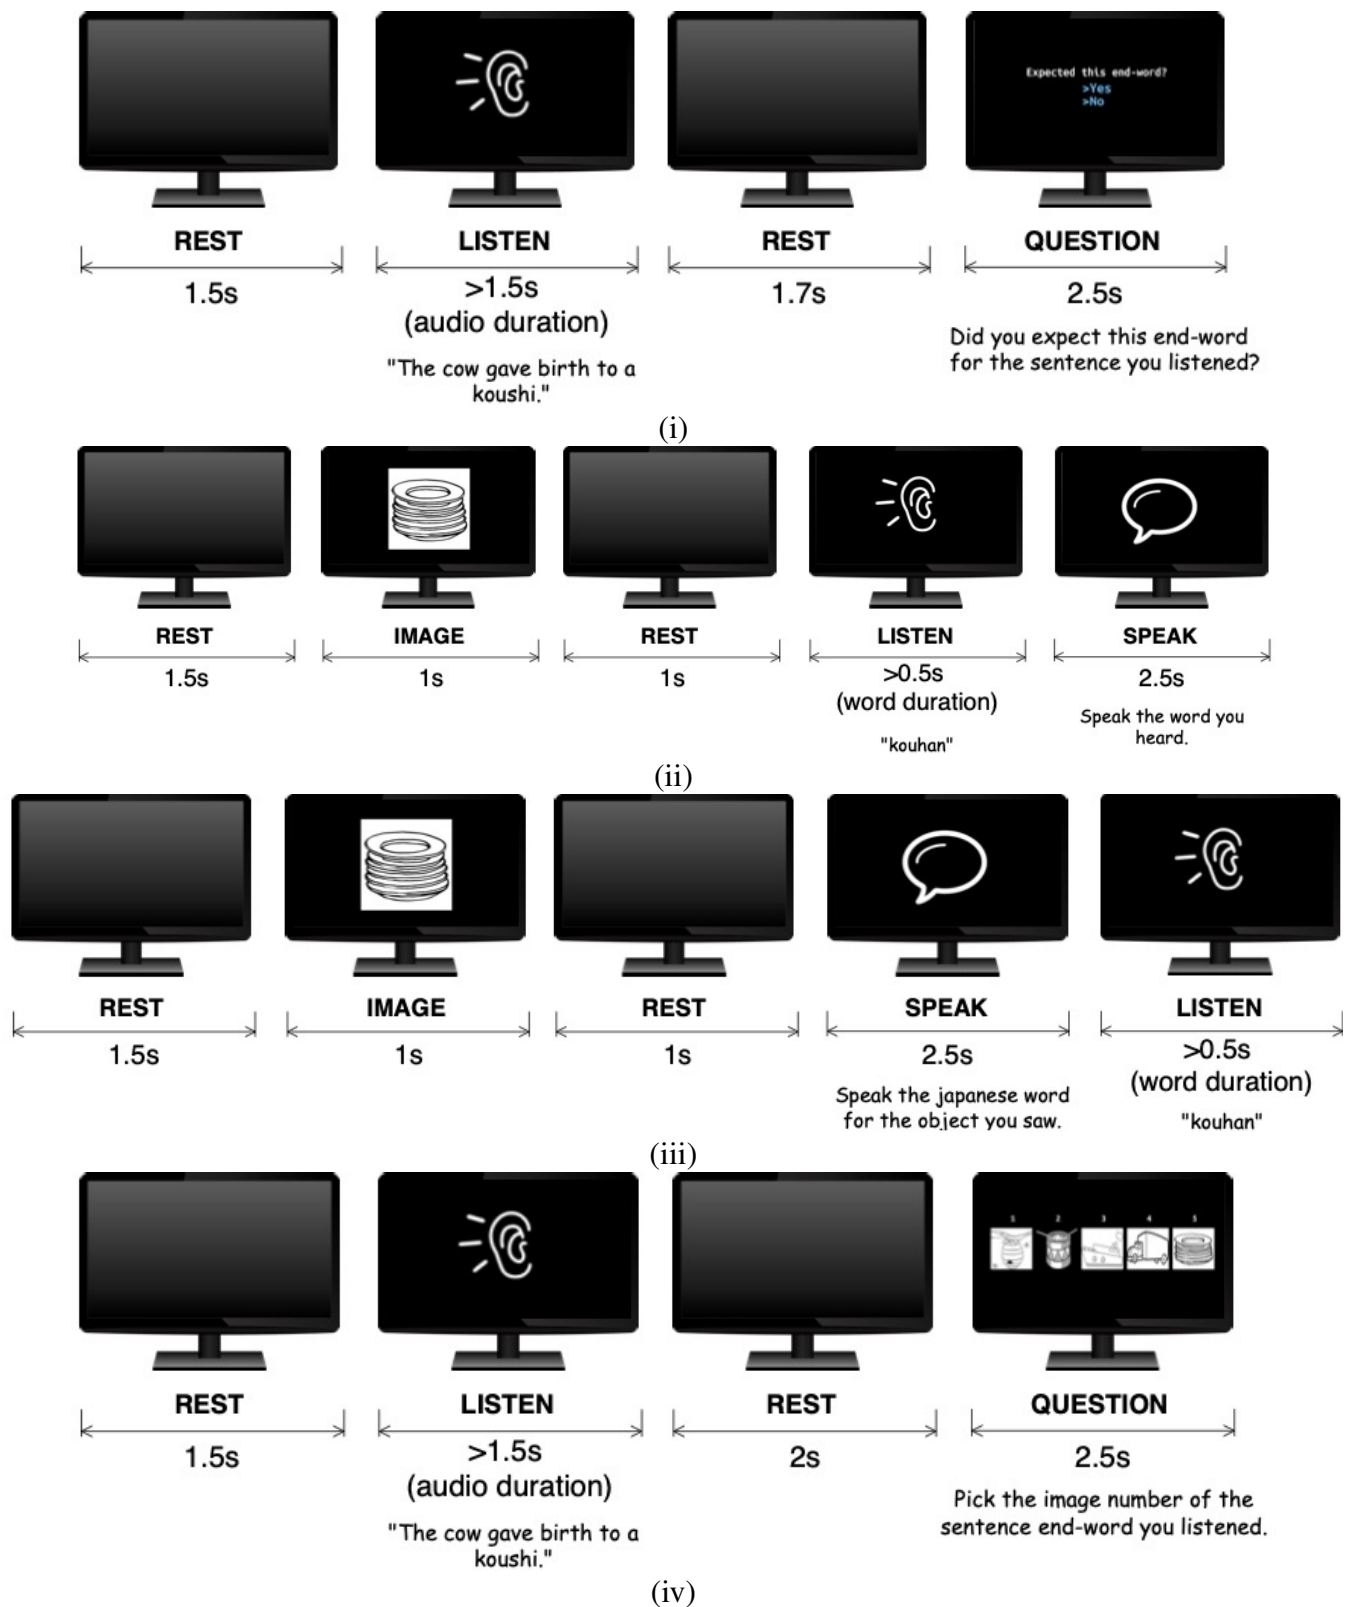 Expected this end-word?
>Yes
>No
REST LISTEN REST QUESTION
1.5s >1.5s 1.7s 2.5s
(audio duration)
"The cow gave birth to a
koushi."
Did you expect this end-word
for the sentence you listened?
(i)
REST IMAGE REST LISTEN SPEAK
1.5s 1s 1s >0.5s 2.5s
(word duration)
"kouhan"
Speak the word you
heard.
(ii)
REST IMAGE REST SPEAK LISTEN
1.5s 1s 1s 2.5s >0.5s
Speak the japanese word
for the object you saw.
(word duration)
"kouhan"
(iii)
1 2 3 4 5
REST LISTEN REST QUESTION
1.5s >1.5s 2s 2.5s
(audio duration)
"The cow gave birth to a
koushi."
Pick the image number of the
sentence end-word you listened.
(iv)